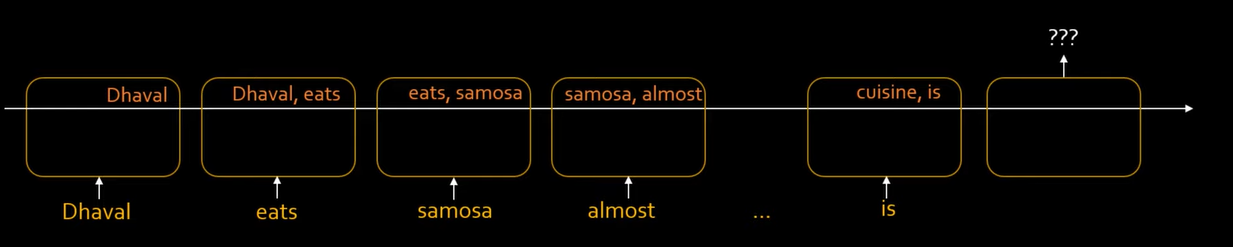 ???
Dhaval Dhaval, eats eats, samosa samosa, almost cuisine, is
Dhaval eats samosa almost ... is